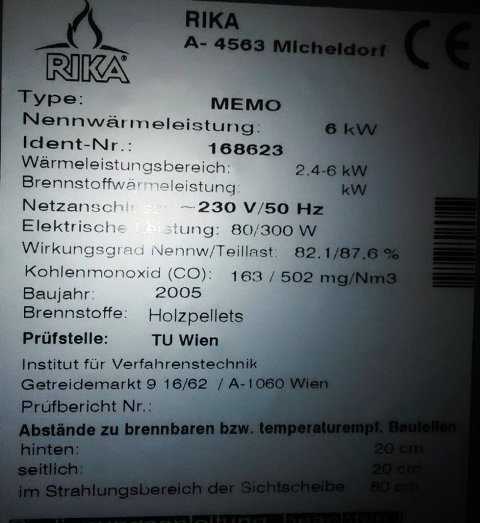 RIKA
RIKA
A- 4563 Micheldorf
CE
Type: MEMO
Nennwärmeleistung: 6 kW
Ident-Nr.: 168623
Wärmeleistungsbereich: 2,4-6 kW
Brennstoffwärmeleistung: kW
Netzanschluss: ~230 V/50 Hz
Elektrische Leistung: 80/300 W
Wirkungsgrad Nennw/Teillast: 82.1/87,6 %
Kohlenmonoxid (CO): 163 / 502 mg/Nm3
Baujahr: 2005
Brennstoffe: Holzpellets
Prüfstelle: TU Wien
Institut für Verfahrenstechnik
Getreidemarkt 9 16/62 / A-1060 Wien
Prüfbericht Nr.:
Abstände zu brennbaren bzw. temperaturempf. Bauteilen
hinten: 20 cm
seitlich: 20 cm
im Strahlungsbereich der Sichtscheibe 80 cm